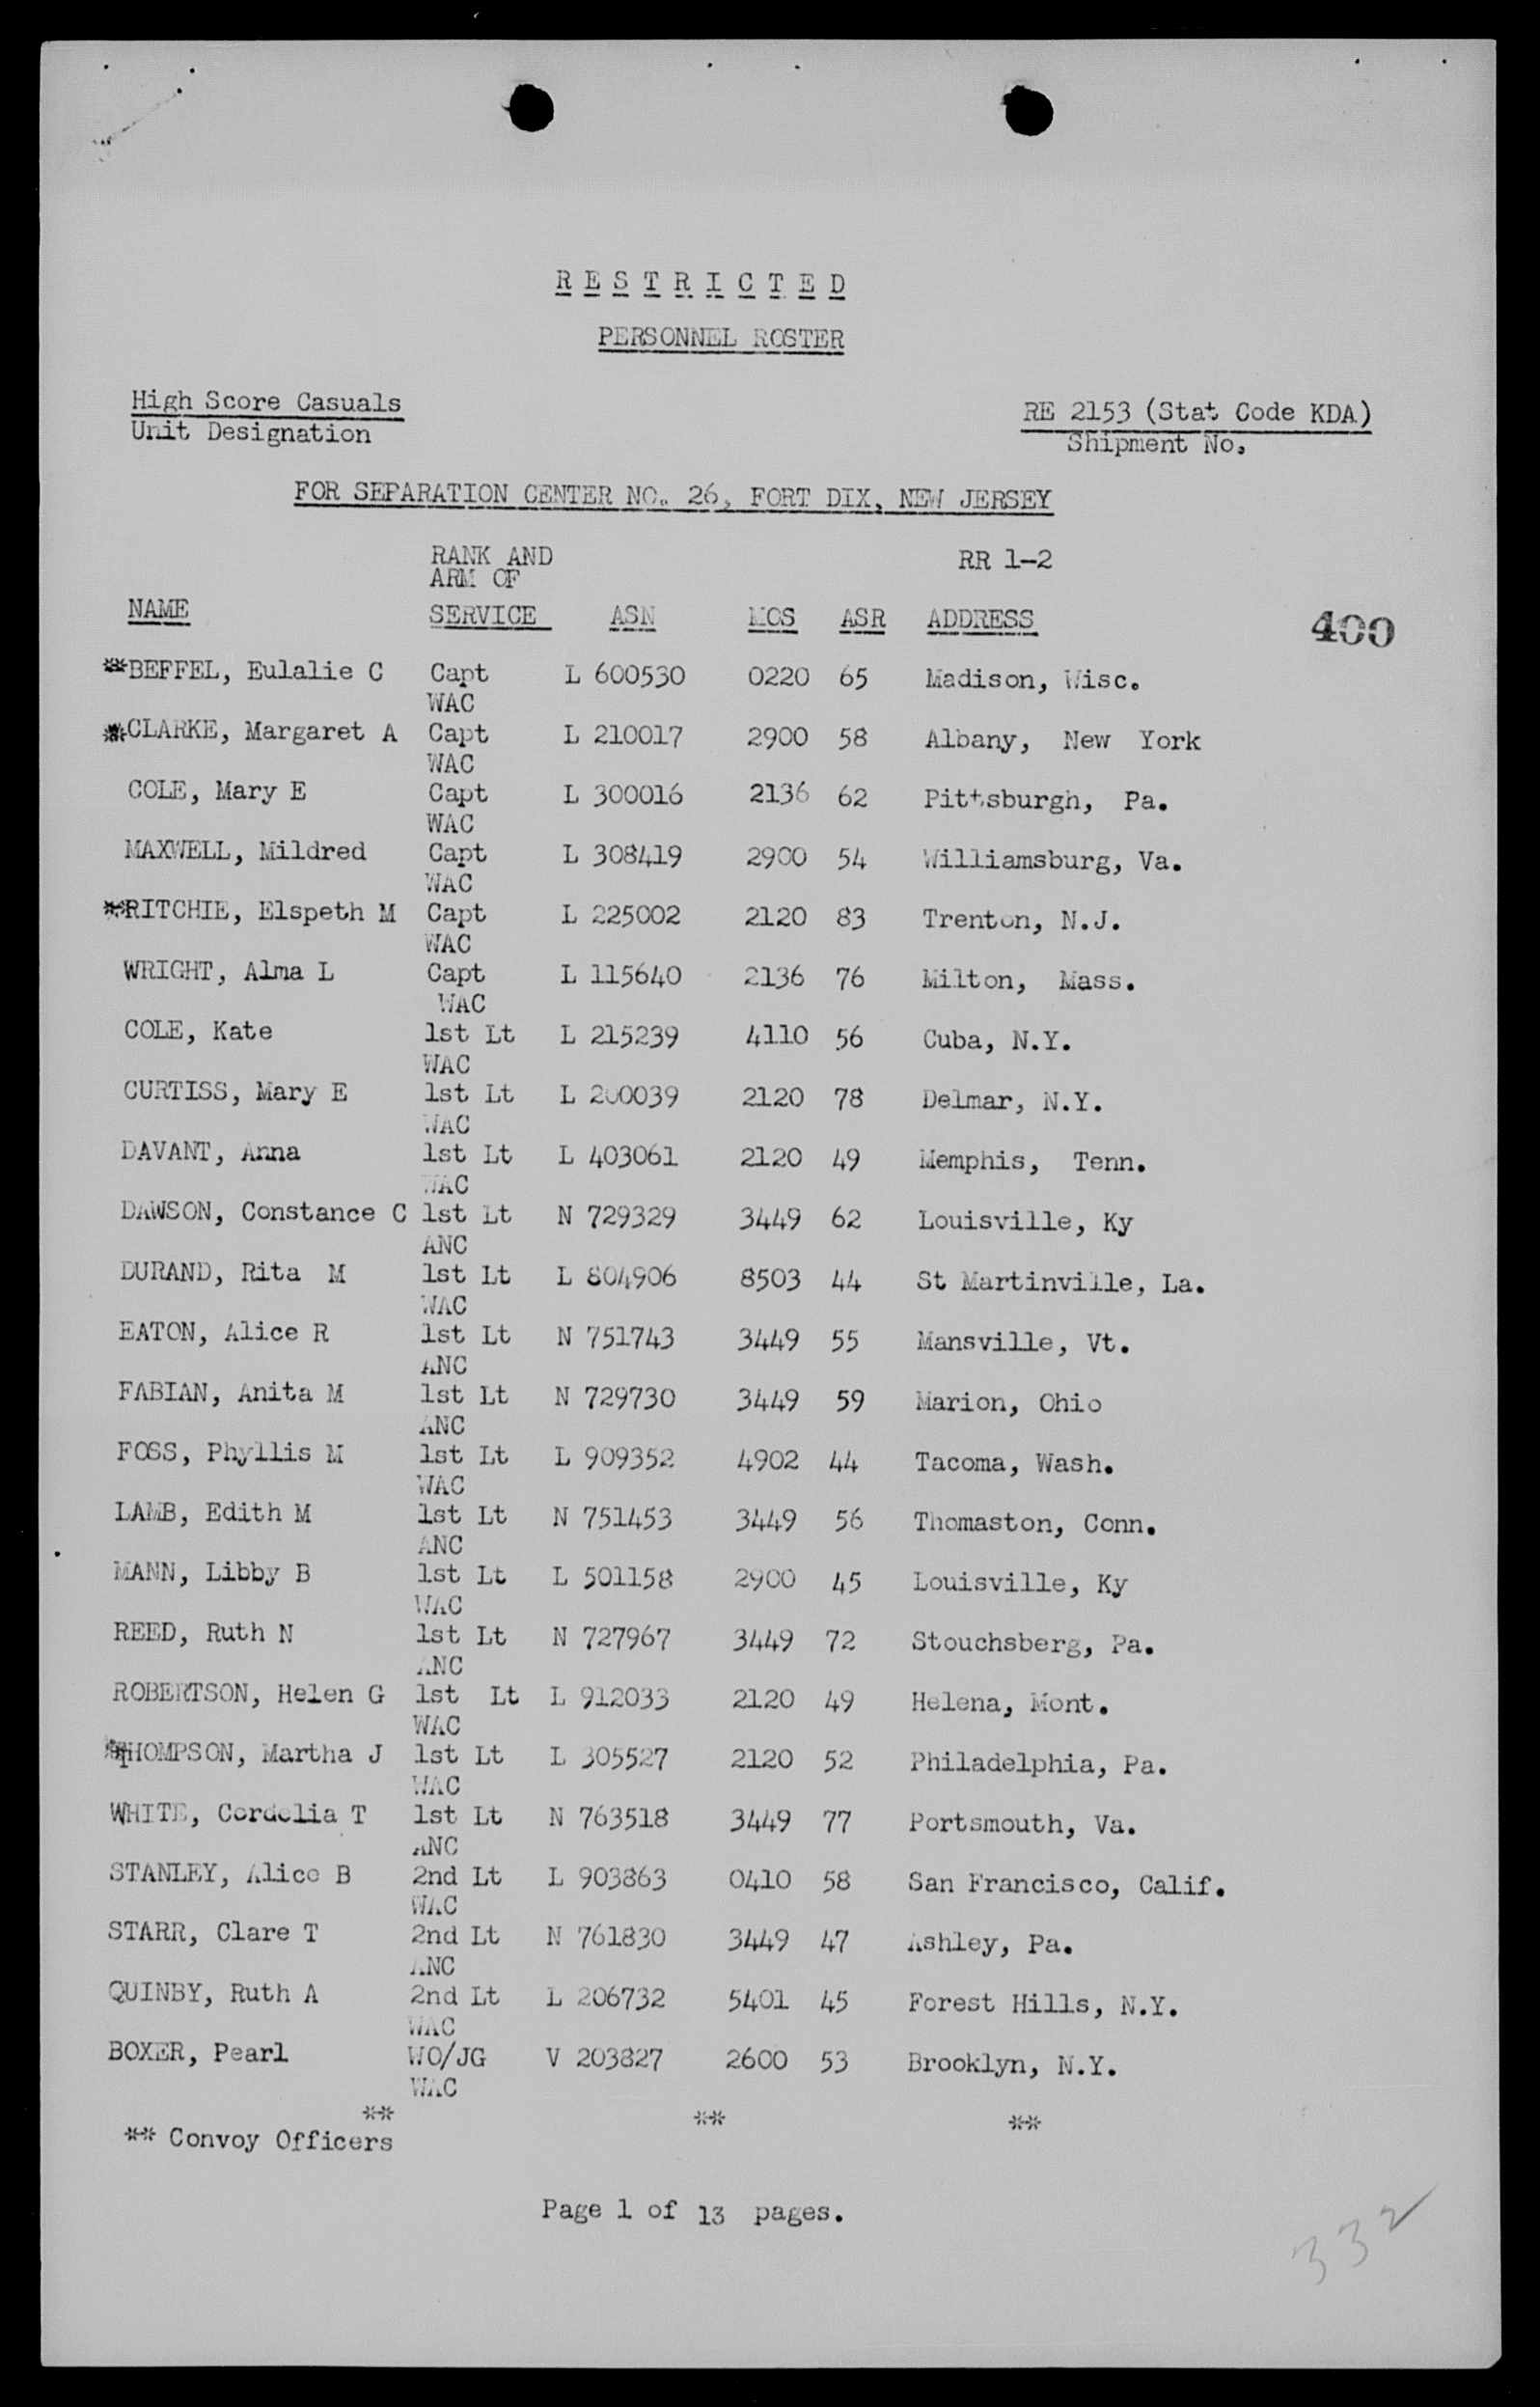 R E S T R I C T E D
PERSONNEL ROSTER
High Score Casuals
Unit Designation
RE 2153 (Stat Code KDA)
Shipment No.
FOR SEPARATION CENTER NO. 26, FORT DIX, NEW JERSEY
RANK AND
ARM OF
RR 1-2
NAME SERVICE ASN MOS ASR ADDRESS
400
**BEFFEL, Eulalie C Capt L 600530 0220 65 Madison, Wisc.
WAC
**CLARKE, Margaret A Capt L 210017 2900 58 Albany, New York
WAC
COLE, Mary E Capt L 300016 2136 62 Pittsburgh, Pa.
WAC
MAXWELL, Mildred Capt L 308419 2900 54 Williamsburg, Va.
WAC
**RITCHIE, Elspeth M Capt L 225002 2120 83 Trenton, N.J.
WAC
WRIGHT, Alma L Capt L 115640 2136 76 Milton, Mass.
WAC
COLE, Kate 1st Lt L 215239 4110 56 Cuba, N.Y.
WAC
CURTISS, Mary E 1st Lt L 200039 2120 78 Delmar, N.Y.
WAC
DAVANT, Anna 1st Lt L 403061 2120 49 Memphis, Tenn.
WAC
DAWSON, Constance C 1st Lt N 729329 3449 62 Louisville, Ky
ANC
DURAND, Rita M 1st Lt L 804906 8503 44 St Martinville, La.
WAC
EATON, Alice R 1st Lt N 751743 3449 55 Mansville, Vt.
ANC
FABIAN, Anita M 1st Lt N 729730 3449 59 Marion, Ohio
ANC
FOSS, Phyllis M 1st Lt L 909352 4902 44 Tacoma, Wash.
WAC
LAMB, Edith M 1st Lt N 751453 3449 56 Thomaston, Conn.
ANC
MANN, Libby B 1st Lt L 501158 2900 45 Louisville, Ky
WAC
REED, Ruth N 1st Lt N 727967 3449 72 Stouchsberg, Pa.
ANC
ROBERTSON, Helen G 1st Lt L 912033 2120 49 Helena, Mont.
WAC
**THOMPSON, Martha J 1st Lt L 305527 2120 52 Philadelphia, Pa.
WAC
WHITE, Cordelia T 1st Lt N 763518 3449 77 Portsmouth, Va.
ANC
STANLEY, Alice B 2nd Lt L 903863 0410 58 San Francisco, Calif.
WAC
STARR, Clare T 2nd Lt N 761830 3449 47 Ashley, Pa.
ANC
QUINBY, Ruth A 2nd Lt L 206732 5401 45 Forest Hills, N.Y.
WAC
BOXER, Pearl WO/JG V 203827 2600 53 Brooklyn, N.Y.
WAC
** ** **
** Convoy Officers
Page 1 of 13 pages.
332